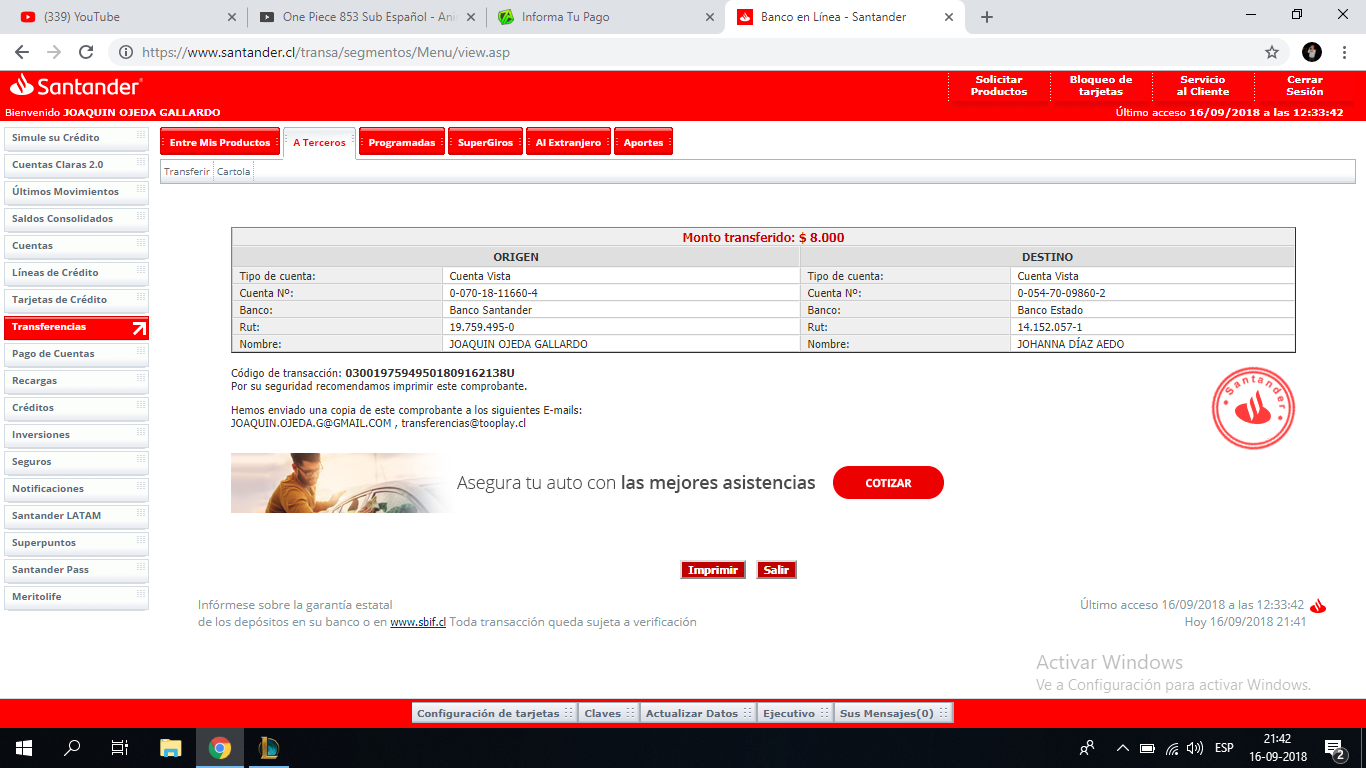 (339) YouTube
One Piece 853 Sub Español - Ani
Informa Tu Pago
Banco en Línea - Santander
https://www.santander.cl/transa/segmentos/Menu/view.asp
Santander
Solicitar Productos
Bloqueo de tarjetas
Servicio al Cliente
Cerrar Sesión
Bienvenido JOAQUIN OJEDA GALLARDO
Último acceso 16/09/2018 a las 12:33:42
Simule su Crédito
Cuentas Claras 2.0
Últimos Movimientos
Saldos Consolidados
Cuentas
Líneas de Crédito
Tarjetas de Crédito
Transferencias
Pago de Cuentas
Recargas
Créditos
Inversiones
Seguros
Notificaciones
Santander LATAM
Superpuntos
Santander Pass
Meritolife
Entre Mis Productos
A Terceros
Programadas
SuperGiros
Al Extranjero
Aportes
Transferir
Cartola
Monto transferido: $ 8.000
ORIGEN DESTINO
Tipo de cuenta: Cuenta Vista Tipo de cuenta: Cuenta Vista
Cuenta Nº: 0-070-18-11660-4 Cuenta Nº: 0-054-70-09860-2
Banco: Banco Santander Banco: Banco Estado
Rut: 19.759.495-0 Rut: 14.152.057-1
Nombre: JOAQUIN OJEDA GALLARDO Nombre: JOHANNA DÍAZ AEDO
Código de transacción: 03001975949501809162138U
Por su seguridad recomendamos imprimir este comprobante.
Hemos enviado una copia de este comprobante a los siguientes E-mails:
JOAQUIN.OJEDA.G@GMAIL.COM , transferencias@tooplay.cl
Santander
Santander
Asegura tu auto con las mejores asistencias
COTIZAR
Imprimir
Salir
Infórmese sobre la garantía estatal
de los depósitos en su banco o en www.sbif.cl Toda transacción queda sujeta a verificación
Último acceso 16/09/2018 a las 12:33:42
Hoy 16/09/2018 21:41
Activar Windows
Ve a Configuración para activar Windows.
Configuración de tarjetas
Claves
Actualizar Datos
Ejecutivo
Sus Mensajes(0)
ESP
21:42
16-09-2018
2